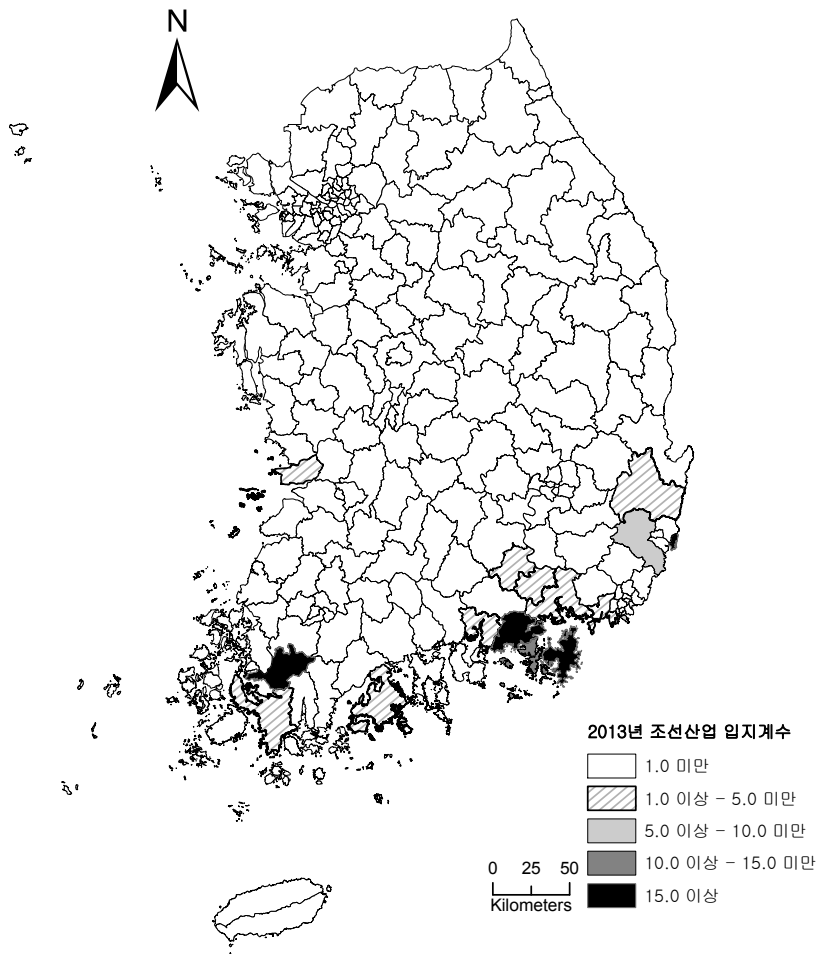 N
2013년 조선산업 입지계수
1.0 미만
1.0 이상 - 5.0 미만
5.0 이상 - 10.0 미만
10.0 이상 - 15.0 미만
15.0 이상
0 25 50
Kilometers